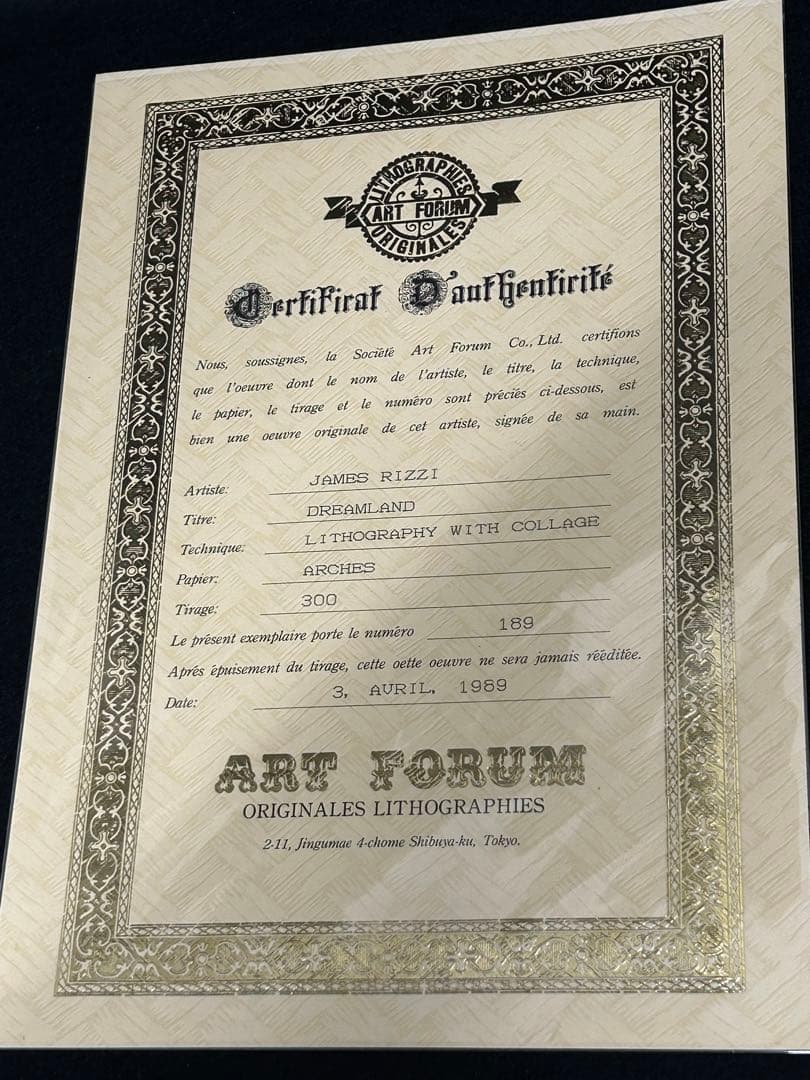 LITHOGRAPHIES
ART FORUM
ORIGINALES
Certificat D'authenticité
Nous, soussignes, la Société Art Forum Co., Ltd. certifions
que l'oeuvre dont le nom de l'artiste, le titre, la technique,
le papier, le tirage et le numéro sont préciés ci-dessous, est
bien une oeuvre originale de cet artiste, signée de sa main.
Artiste: JAMES RIZZI
Titre: DREAMLAND
Technique: LITHOGRAPHY WITH COLLAGE
Papier: ARCHES
Tirage: 300
Le présent exemplaire porte le numéro 189
Aprés épuisement du tirage, cette oette oeuvre ne sera jamais rééditée.
Date: 3, AVRIL, 1989
ART FORUM
ORIGINALES LITHOGRAPHIES
2-11, Jingumae 4-chome Shibuya-ku, Tokyo.